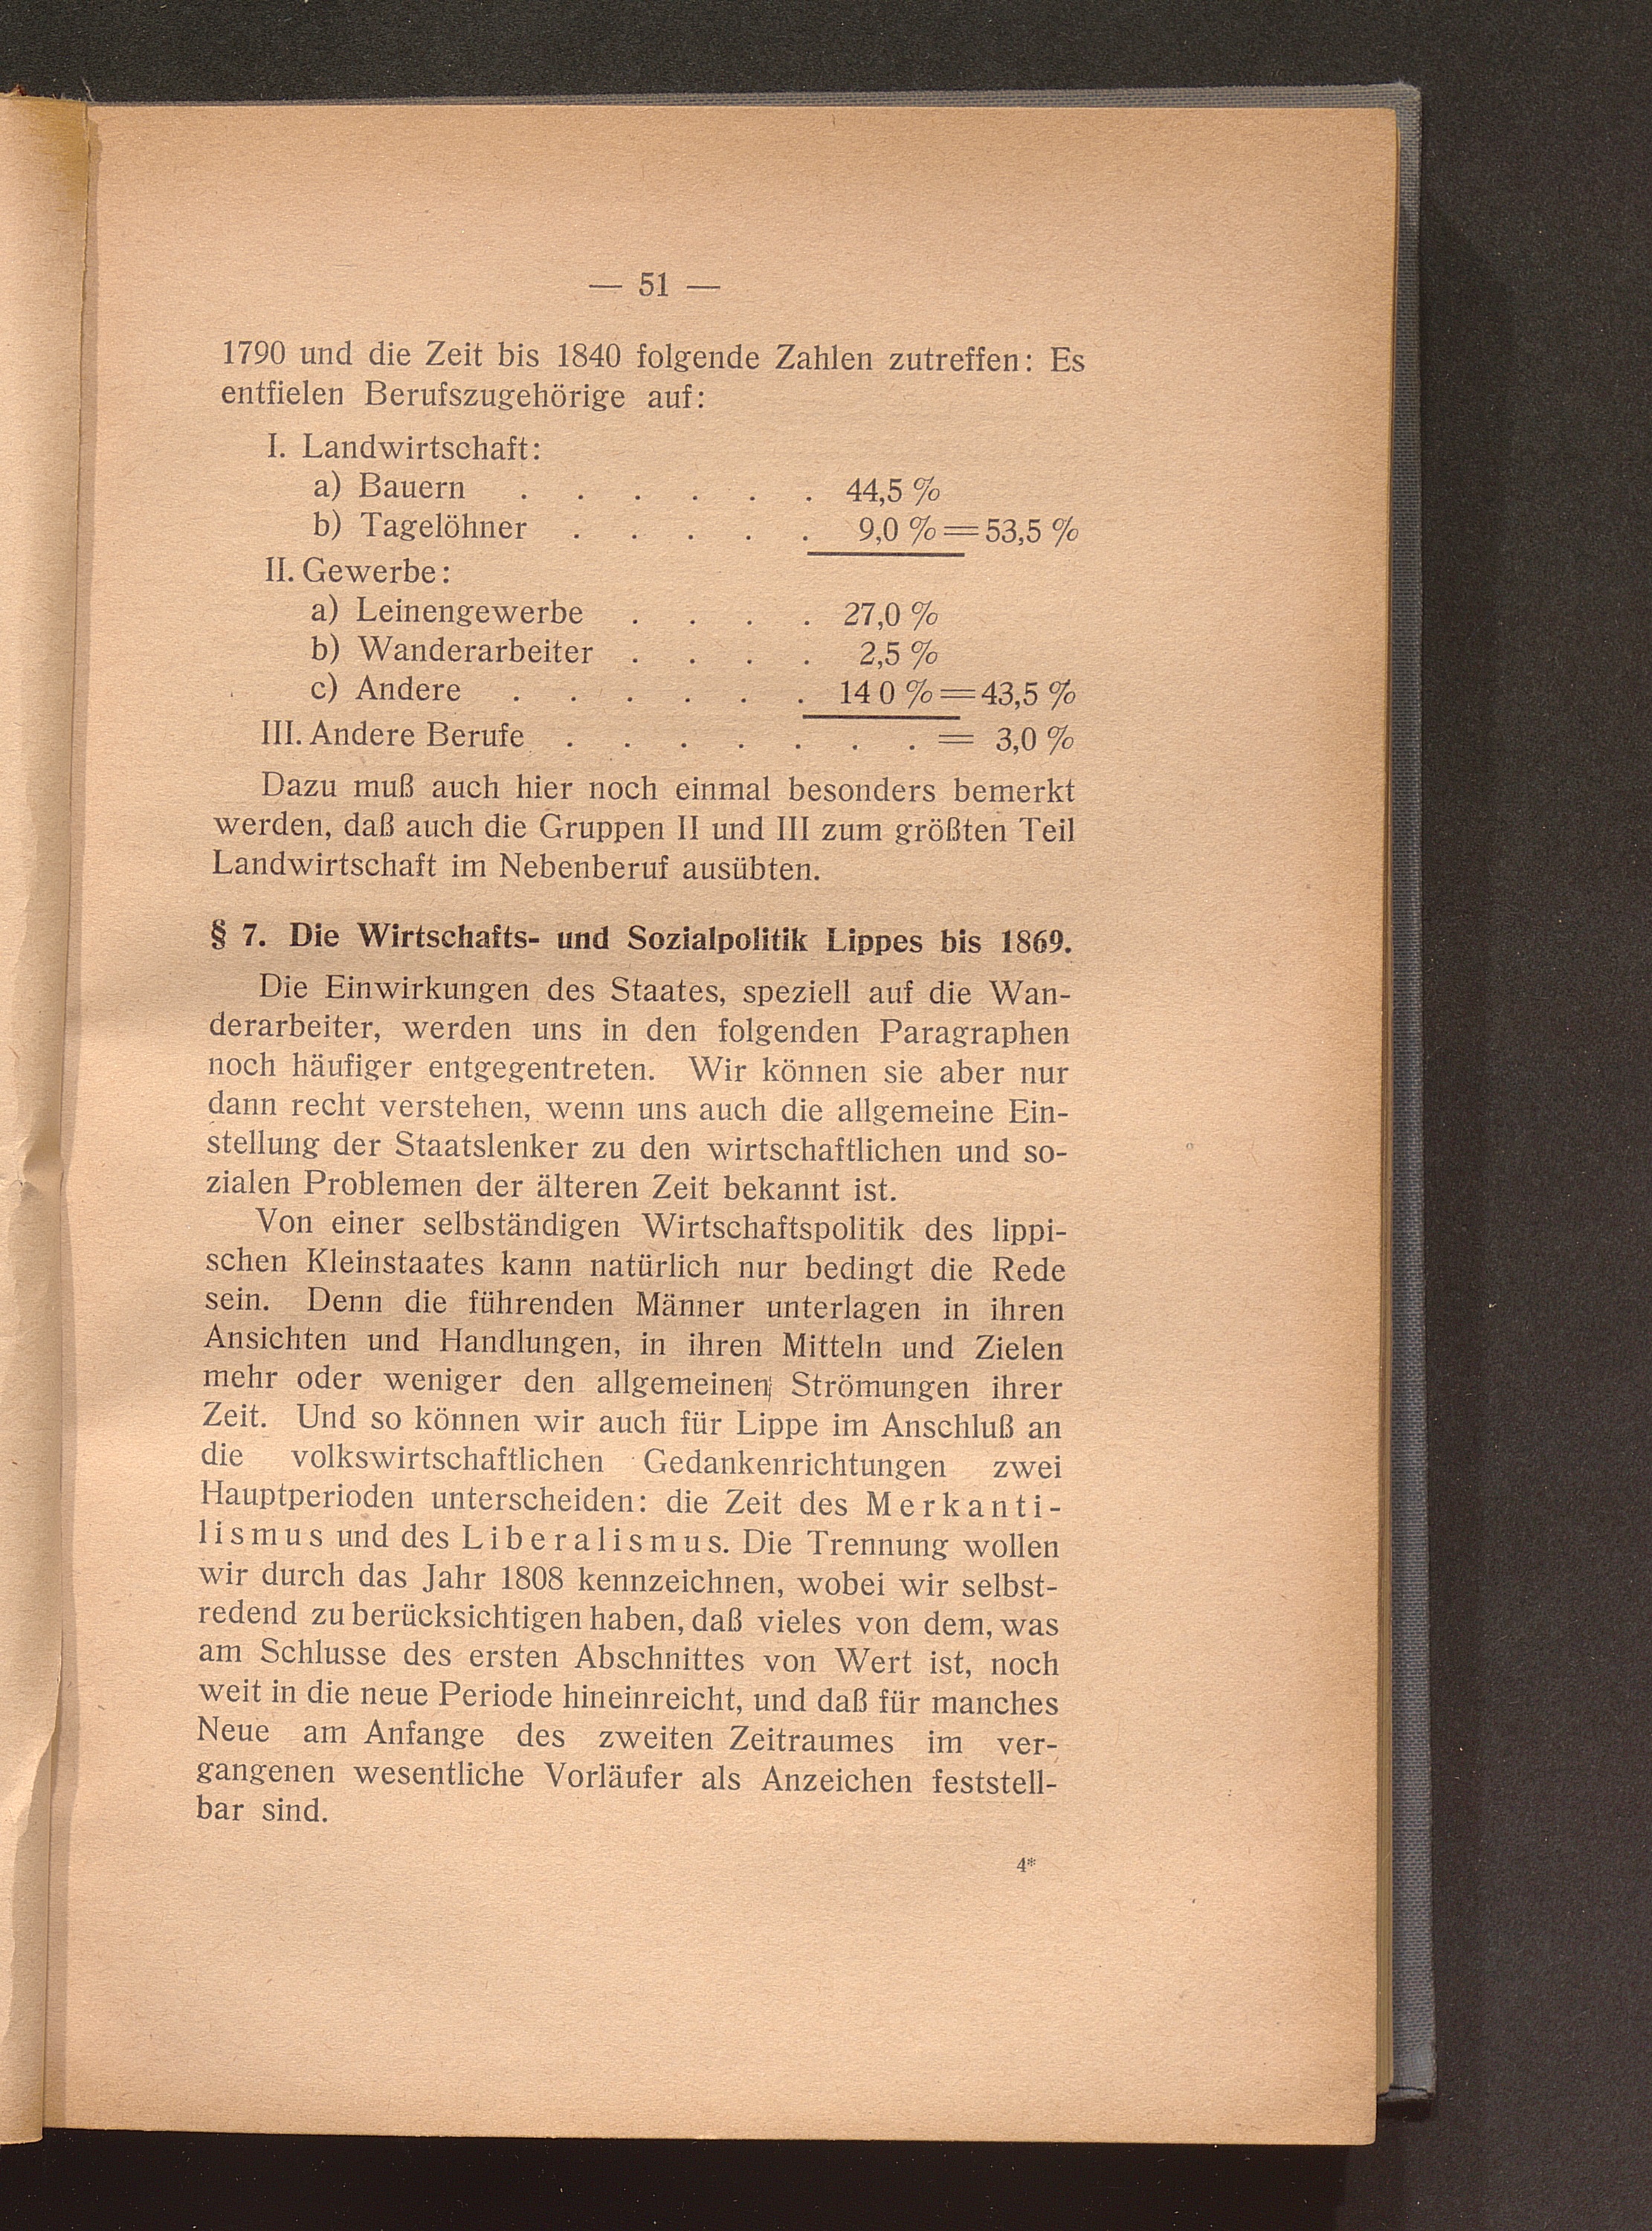 — 51 —
1790 und die Zeit bis 1840 folgende Zahlen zutreffen: Es
entfielen Berufszugehörige auf:
I. Landwirtschaft:
a) Bauern . . . . . . 44,5 %
b) Tagelöhner . . . . . 9,0 % = 53,5 %
II. Gewerbe:
a) Leinengewerbe . . . . 27,0 %
b) Wanderarbeiter . . . . 2,5 %
c) Andere . . . . . . 14 0 % = 43,5 %
III. Andere Berufe . . . . . . . = 3,0 %
Dazu muß auch hier noch einmal besonders bemerkt
werden, daß auch die Gruppen II und III zum größten Teil
Landwirtschaft im Nebenberuf ausübten.
§ 7. Die Wirtschafts- und Sozialpolitik Lippes bis 1869.
Die Einwirkungen des Staates, speziell auf die Wan-
derarbeiter, werden uns in den folgenden Paragraphen
noch häufiger entgegentreten. Wir können sie aber nur
dann recht verstehen, wenn uns auch die allgemeine Ein-
stellung der Staatslenker zu den wirtschaftlichen und so-
zialen Problemen der älteren Zeit bekannt ist.
Von einer selbständigen Wirtschaftspolitik des lippi-
schen Kleinstaates kann natürlich nur bedingt die Rede
sein. Denn die führenden Männer unterlagen in ihren
Ansichten und Handlungen, in ihren Mitteln und Zielen
mehr oder weniger den allgemeinen Strömungen ihrer
Zeit. Und so können wir auch für Lippe im Anschluß an
die volkswirtschaftlichen Gedankenrichtungen zwei
Hauptperioden unterscheiden: die Zeit des Merkanti-
lismus und des Liberalismus. Die Trennung wollen
wir durch das Jahr 1808 kennzeichnen, wobei wir selbst-
redend zu berücksichtigen haben, daß vieles von dem, was
am Schlusse des ersten Abschnittes von Wert ist, noch
weit in die neue Periode hineinreicht, und daß für manches
Neue am Anfange des zweiten Zeitraumes im ver-
gangenen wesentliche Vorläufer als Anzeichen feststell-
bar sind.
4*